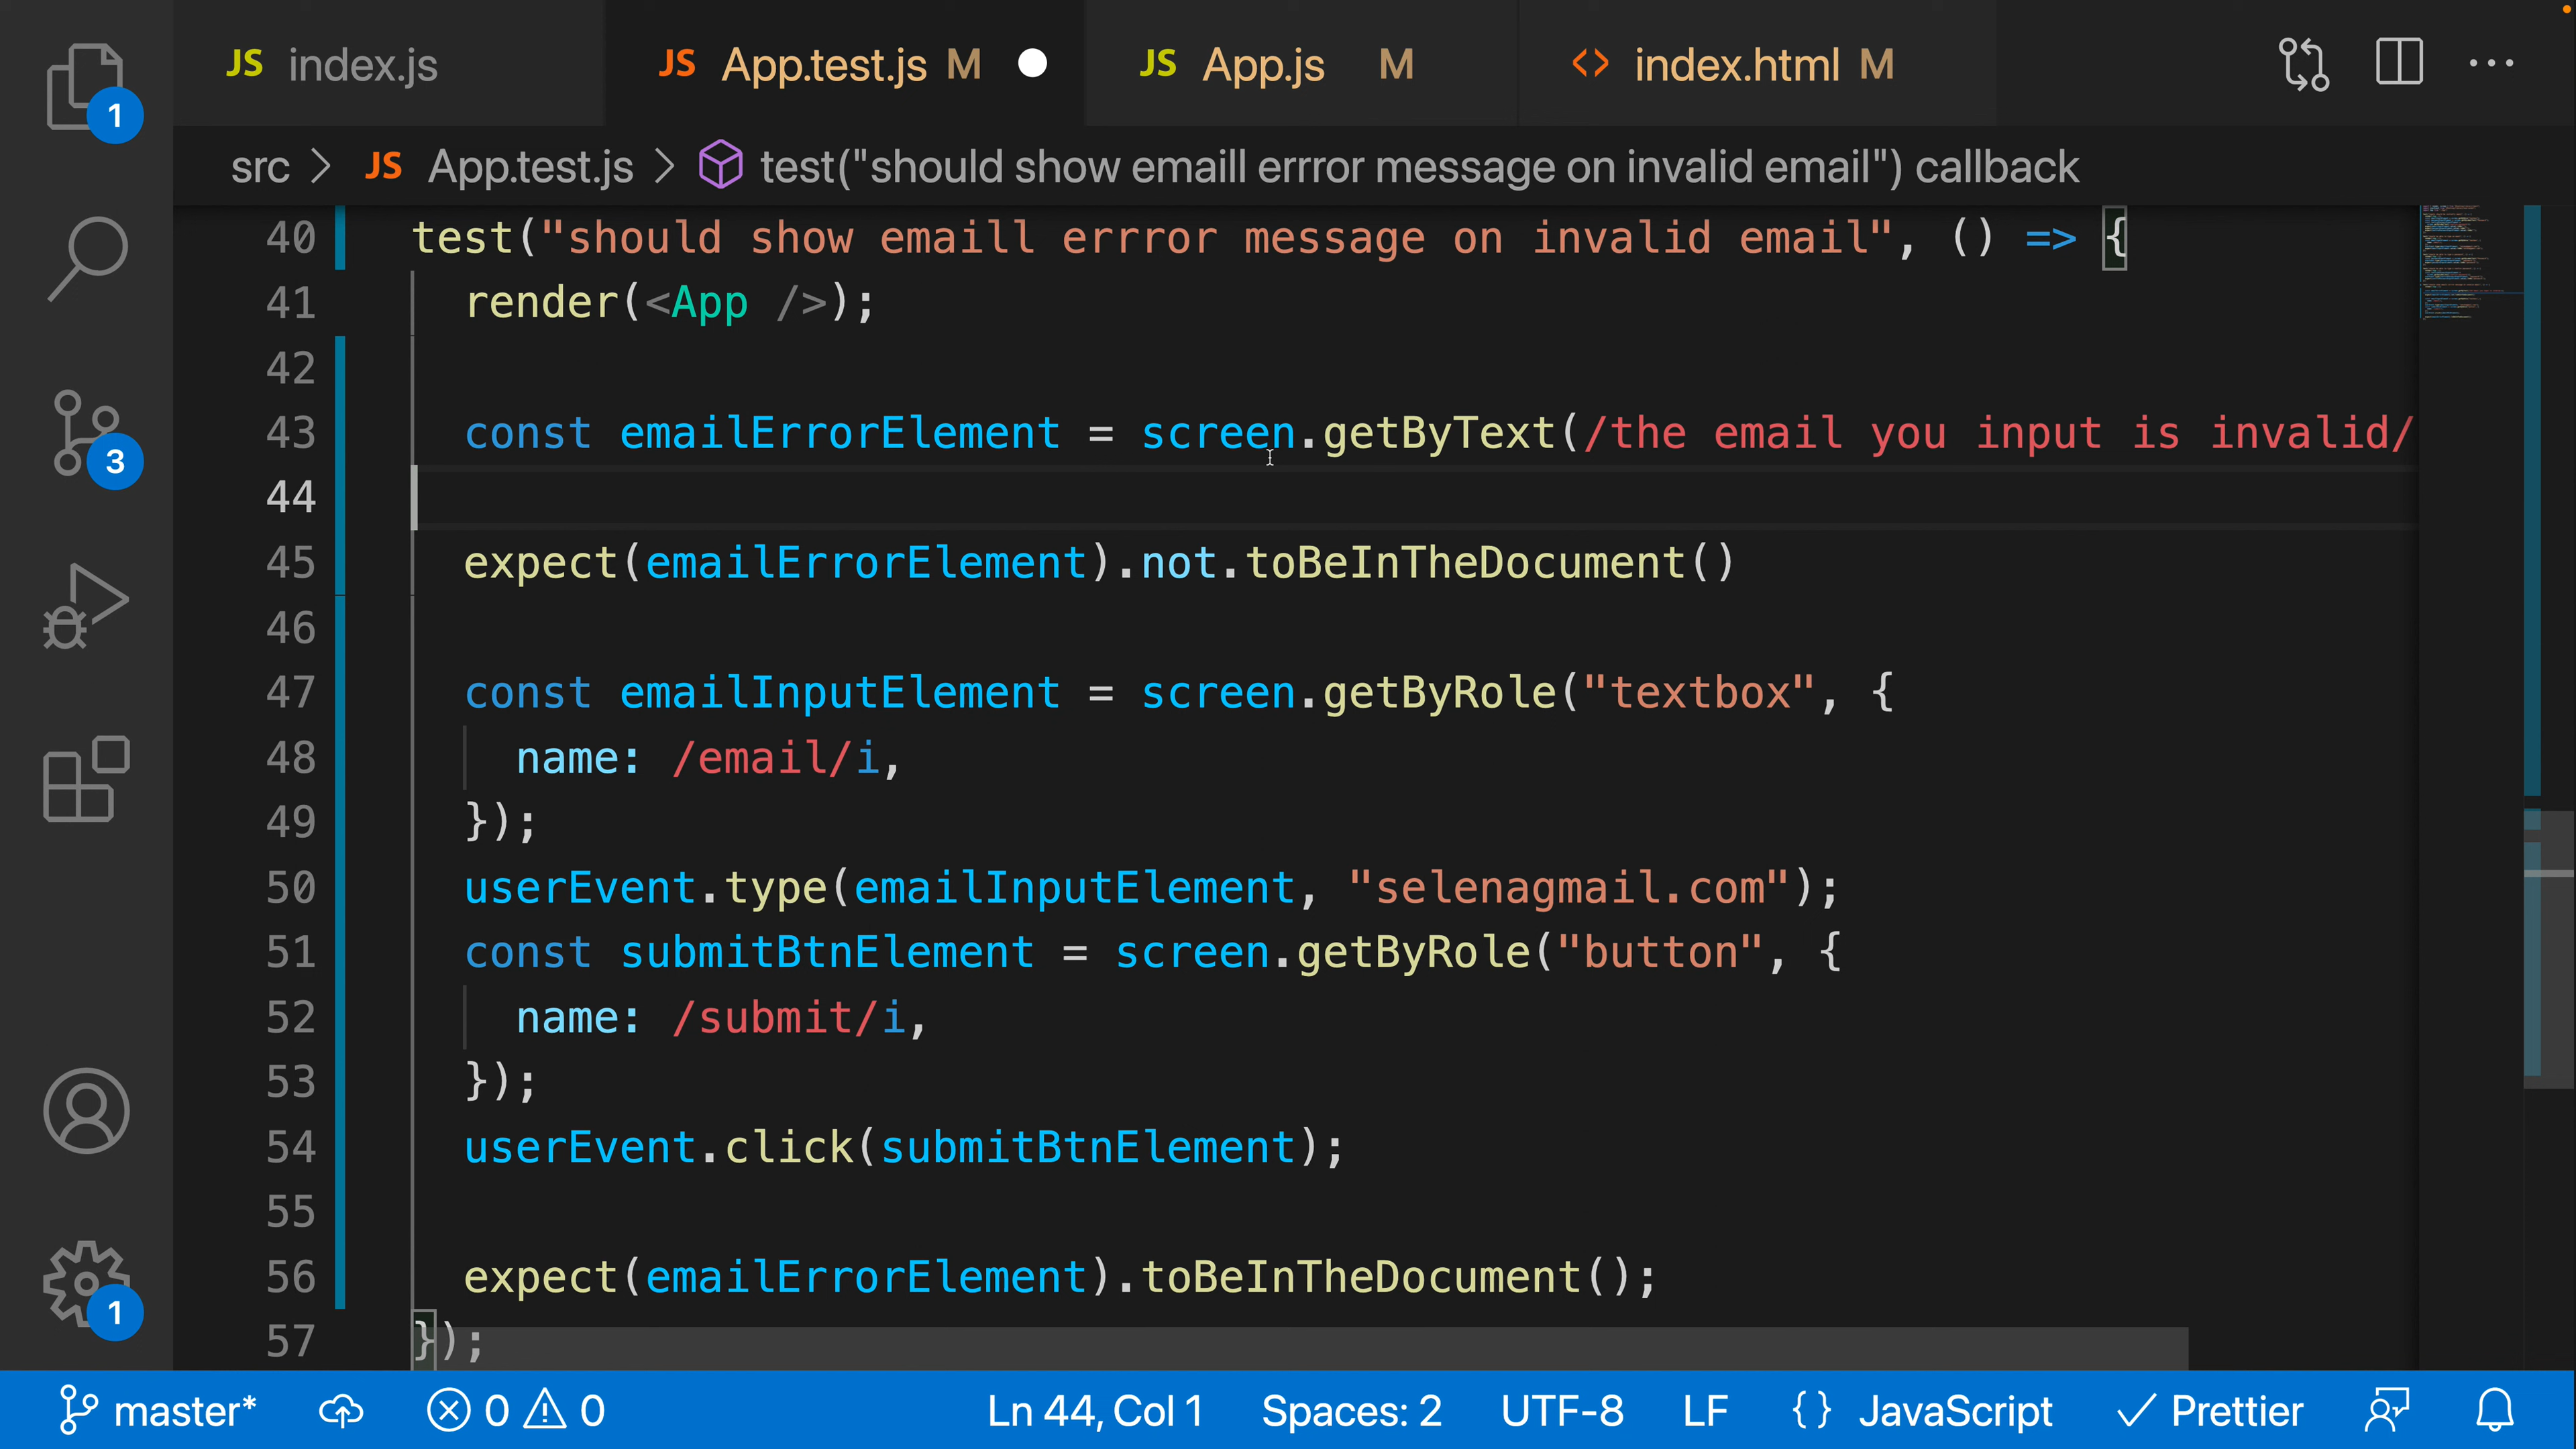 JS index.js JS App.test.js M JS App.js M <> index.html M
1
src > JS App.test.js > test("should show emaill errror message on invalid email") callback
40 test("should show emaill errror message on invalid email", () => {
41 render(<App />);
42
43 const emailErrorElement = screen.getByText(/the email you input is invalid/
3
44
45 expect(emailErrorElement).not.toBeInTheDocument()
46
47 const emailInputElement = screen.getByRole("textbox", {
48 name: /email/i,
49 });
50 userEvent.type(emailInputElement, "selenagmail.com");
51 const submitBtnElement = screen.getByRole("button", {
52 name: /submit/i,
53 });
54 userEvent.click(submitBtnElement);
55
56 expect(emailErrorElement).toBeInTheDocument();
1
57 });
master* 0 0 Ln 44, Col 1 Spaces: 2 UTF-8 LF {} JavaScript Prettier